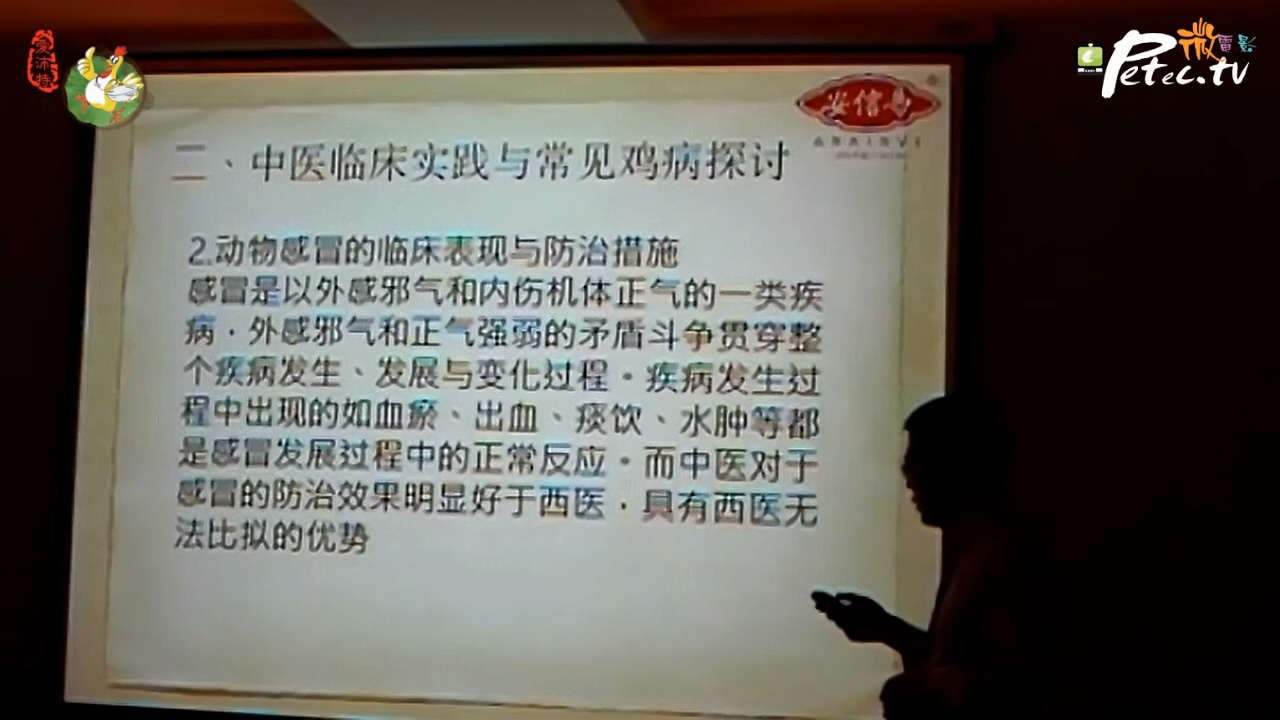 爱沛特
微電影
Petec.tv
二、中医临床实践与常见鸡病探讨
2.动物感冒的临床表现与防治措施
感冒是以外感邪气和内伤机体正气的一类疾
病，外感邪气和正气强弱的矛盾斗争贯穿整
个疾病发生、发展与变化过程。疾病发生过
程中出现的如血瘀、出血、痰饮、水肿等都
是感冒发展过程中的正常反应。而中医对于
感冒的防治效果明显好于西医，具有西医无
法比拟的优势